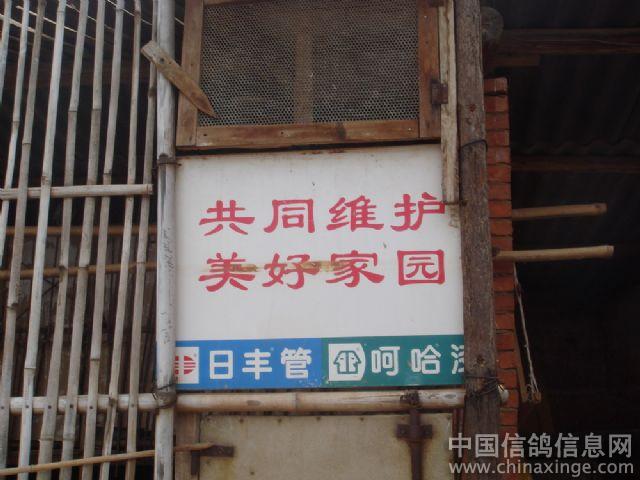 共同维护
美好家园
日丰管 呵哈
中国信鸽信息网
www.chinaxinge.com